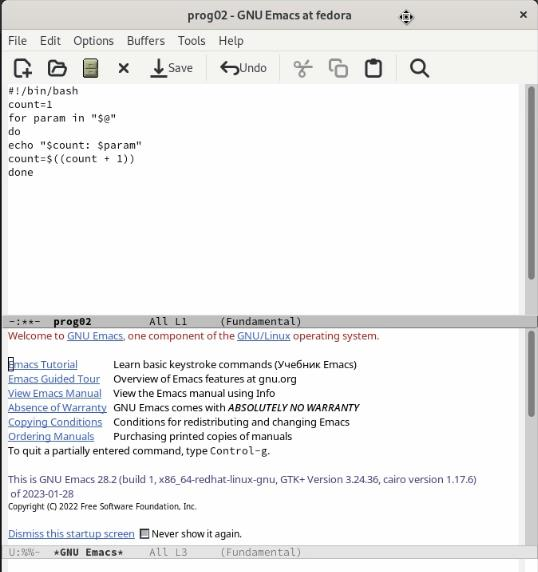 prog02 - GNU Emacs at fedora
File Edit Options Buffers Tools Help
Save Undo
#!/bin/bash
count=1
for param in "$@"
do
echo "$count: $param"
count=$((count + 1))
done
-:**- prog02 All L1 (Fundamental)
Welcome to GNU Emacs, one component of the GNU/Linux operating system.
Emacs Tutorial Learn basic keystroke commands (Учебник Emacs)
Emacs Guided Tour Overview of Emacs features at gnu.org
View Emacs Manual View the Emacs manual using Info
Absence of Warranty GNU Emacs comes with ABSOLUTELY NO WARRANTY
Copying Conditions Conditions for redistributing and changing Emacs
Ordering Manuals Purchasing printed copies of manuals
To quit a partially entered command, type Control-g.
This is GNU Emacs 28.2 (build 1, x86_64-redhat-linux-gnu, GTK+ Version 3.24.36, cairo version 1.17.6)
of 2023-01-28
Copyright (C) 2022 Free Software Foundation, Inc.
Dismiss this startup screen Never show it again.
U:%%- *GNU Emacs* All L3 (Fundamental)